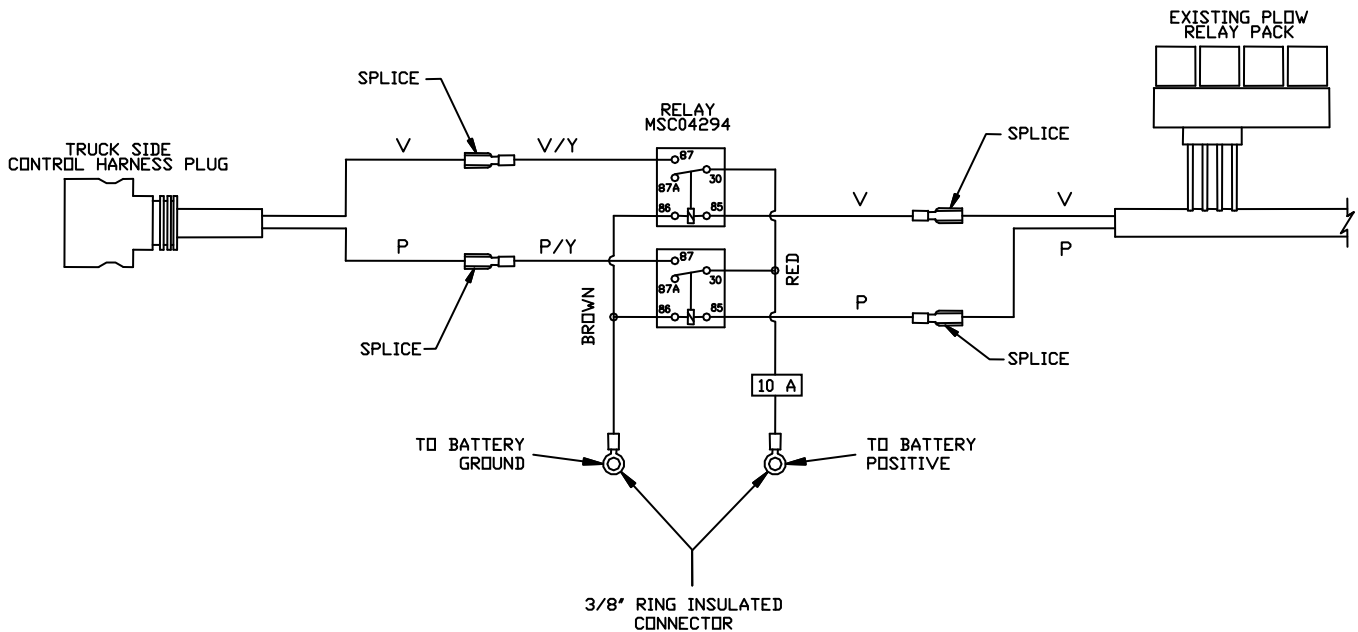 EXISTING PLOW
RELAY PACK
SPLICE
RELAY
MSC04294
SPLICE
TRUCK SIDE
CONTROL HARNESS PLUG
V
V/Y
87
87A
30
86
85
V
V
P
P/Y
87
87A
30
86
85
P
P
BROWN
RED
SPLICE
SPLICE
10 A
TO BATTERY
GROUND
TO BATTERY
POSITIVE
3/8" RING INSULATED
CONNECTOR